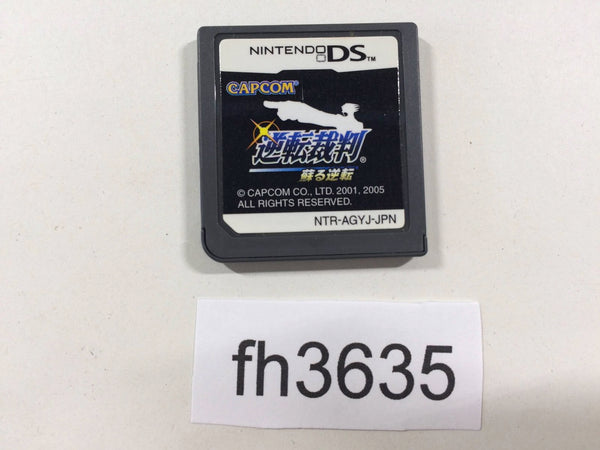 NINTENDO DS™
CAPCOM®
逆転裁判®
蘇る逆転
© CAPCOM CO., LTD. 2001, 2005
ALL RIGHTS RESERVED.
NTR-AGYJ-JPN
fh3635